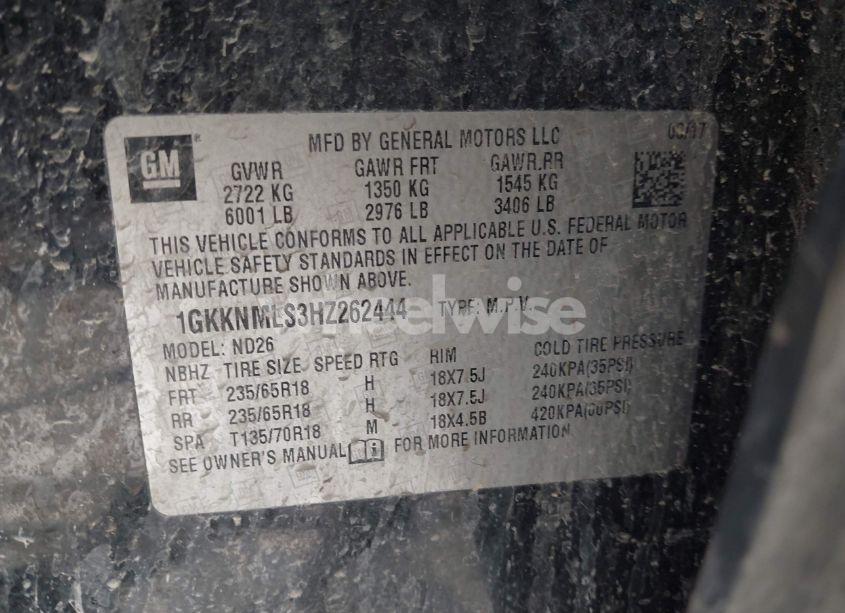 GM
MFD BY GENERAL MOTORS LLC
GVWR GAWR FRT GAWR RR
2722 KG 1350 KG 1545 KG
6001 LB 2976 LB 3406 LB
THIS VEHICLE CONFORMS TO ALL APPLICABLE U.S. FEDERAL MOTOR
VEHICLE SAFETY STANDARDS IN EFFECT ON THE DATE OF
MANUFACTURE SHOWN ABOVE.
1GKKNMLS3HZ262444 TYPE: M.P.V.
MODEL: ND26
NBHZ TIRE SIZE SPEED RTG RIM COLD TIRE PRESSURE
FRT 235/65R18 H 18X7.5J 240KPA(35PSI)
RR 235/65R18 H 18X7.5J 240KPA(35PSI)
SPA T135/70R18 M 18X4.5B 420KPA(60PSI)
SEE OWNER'S MANUAL FOR MORE INFORMATION